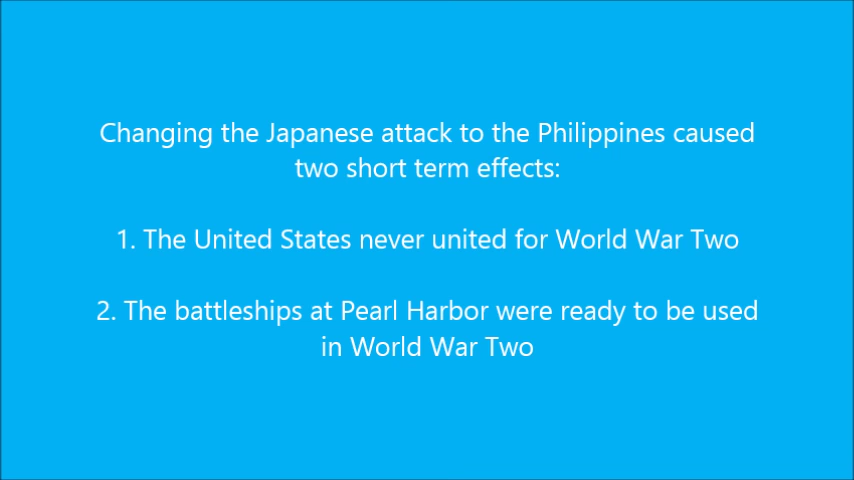 Changing the Japanese attack to the Philippines caused
two short term effects:
1. The United States never united for World War Two
2. The battleships at Pearl Harbor were ready to be used
in World War Two